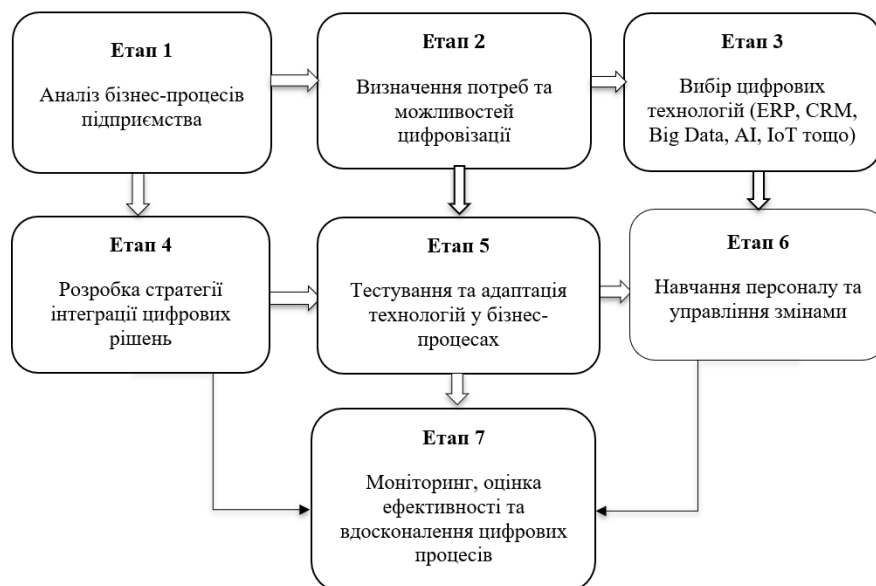 Етап 1
Аналіз бізнес-процесів
підприємства
Етап 2
Визначення потреб та
можливостей
цифровізації
Етап 3
Вибір цифрових
технологій (ERP, CRM,
Big Data, AI, IoT тощо)
Етап 4
Розробка стратегії
інтеграції цифрових
рішень
Етап 5
Тестування та адаптація
технологій у бізнес-
процесах
Етап 6
Навчання персоналу та
управління змінами
Етап 7
Моніторинг, оцінка
ефективності та
вдосконалення цифрових
процесів